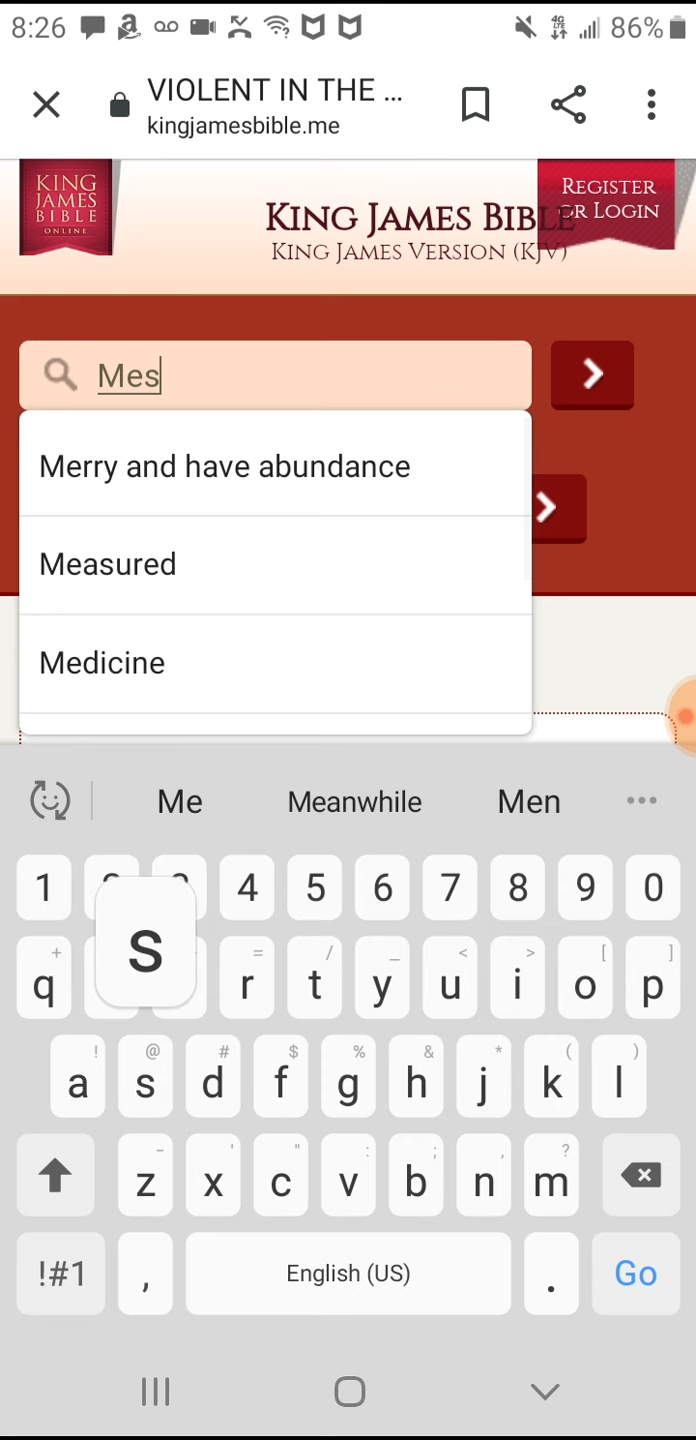 8:26
4G
LTE
86%
VIOLENT IN THE ...
kingjamesbible.me
KING
JAMES
BIBLE
ONLINE
KING JAMES BIBLE
KING JAMES VERSION (KJV)
REGISTER
OR LOGIN
Mes
Merry and have abundance
Measured
Medicine
Me Meanwhile Men ...
1 4 5 6 7 8 9 0
s
+ = / _ < > [ ]
q r t y u i o p
! @ # $ % & * ( )
a s d f g h j k l
- ' " : ; , ?
z x c v b n m
!#1 , English (US) . Go